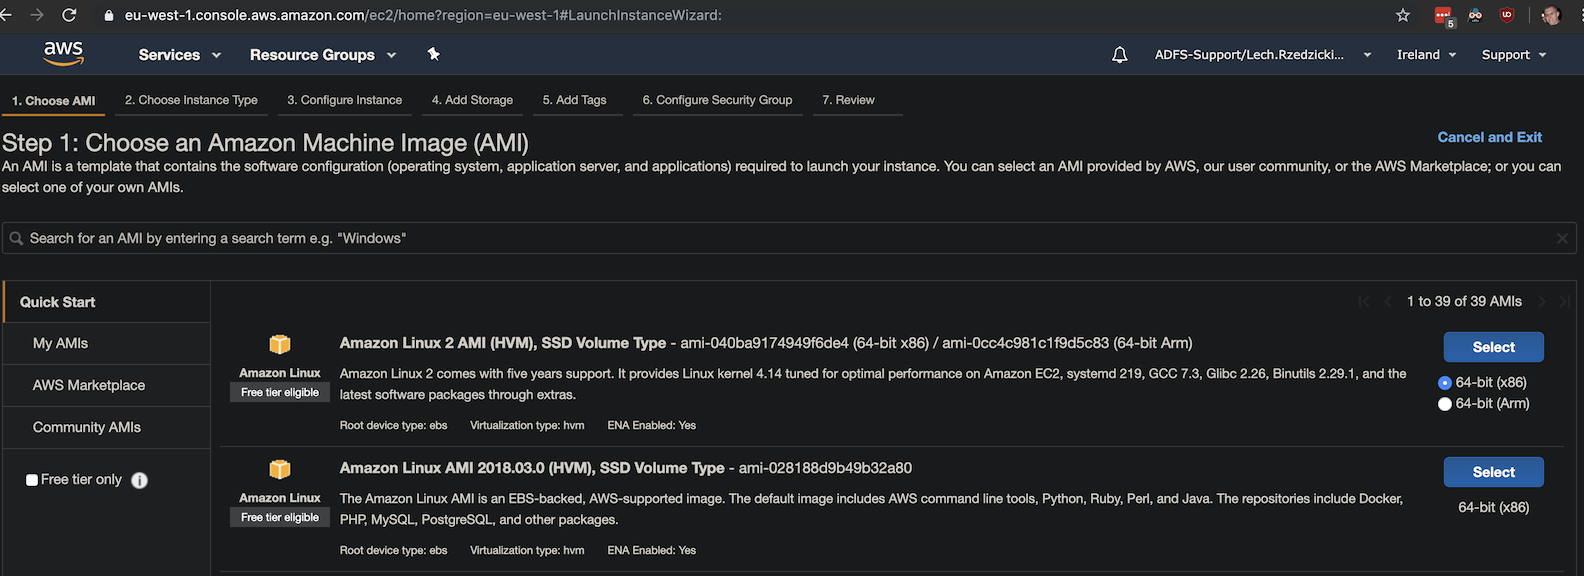 eu-west-1.console.aws.amazon.com/ec2/home?region=eu-west-1#LaunchInstanceWizard:
5
aws
Services
Resource Groups
ADFS-Support/Lech.Rzedzicki...
Ireland
Support
1. Choose AMI
2. Choose Instance Type
3. Configure Instance
4. Add Storage
5. Add Tags
6. Configure Security Group
7. Review
Step 1: Choose an Amazon Machine Image (AMI)
Cancel and Exit
An AMI is a template that contains the software configuration (operating system, application server, and applications) required to launch your instance. You can select an AMI provided by AWS, our user community, or the AWS Marketplace; or you can
select one of your own AMIs.
Search for an AMI by entering a search term e.g. "Windows"
Quick Start
My AMIs
AWS Marketplace
Community AMIs
Free tier only
1 to 39 of 39 AMIs
Amazon Linux
Free tier eligible
Amazon Linux 2 AMI (HVM), SSD Volume Type - ami-040ba9174949f6de4 (64-bit x86) / ami-0cc4c981c1f9d5c83 (64-bit Arm)
Amazon Linux 2 comes with five years support. It provides Linux kernel 4.14 tuned for optimal performance on Amazon EC2, systemd 219, GCC 7.3, Glibc 2.26, Binutils 2.29.1, and the
latest software packages through extras.
Root device type: ebs Virtualization type: hvm ENA Enabled: Yes
Select
64-bit (x86)
64-bit (Arm)
Amazon Linux
Free tier eligible
Amazon Linux AMI 2018.03.0 (HVM), SSD Volume Type - ami-028188d9b49b32a80
The Amazon Linux AMI is an EBS-backed, AWS-supported image. The default image includes AWS command line tools, Python, Ruby, Perl, and Java. The repositories include Docker,
PHP, MySQL, PostgreSQL, and other packages.
Root device type: ebs Virtualization type: hvm ENA Enabled: Yes
Select
64-bit (x86)